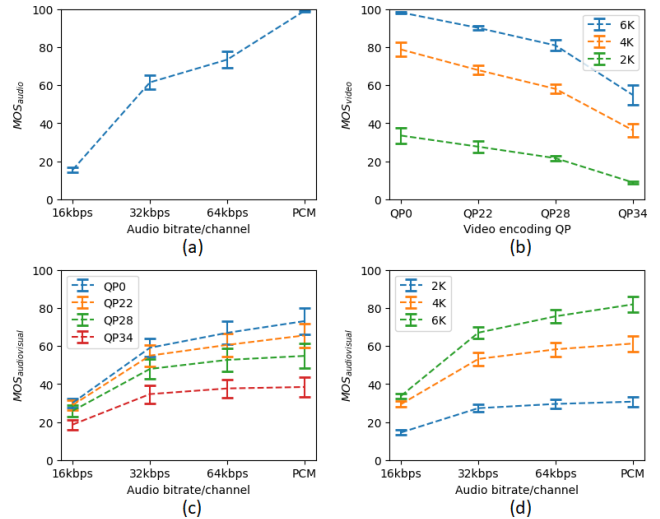 100
80
60
40
20
0
MOS_audio
16kbps 32kbps 64kbps PCM
Audio bitrate/channel
(a)
100
80
60
40
20
0
MOS_video
6K
4K
2K
QP0 QP22 QP28 QP34
Video encoding QP
(b)
100
80
60
40
20
0
MOS_audiovisual
QP0
QP22
QP28
QP34
16kbps 32kbps 64kbps PCM
Audio bitrate/channel
(c)
100
80
60
40
20
0
MOS_audiovisual
2K
4K
6K
16kbps 32kbps 64kbps PCM
Audio bitrate/channel
(d)